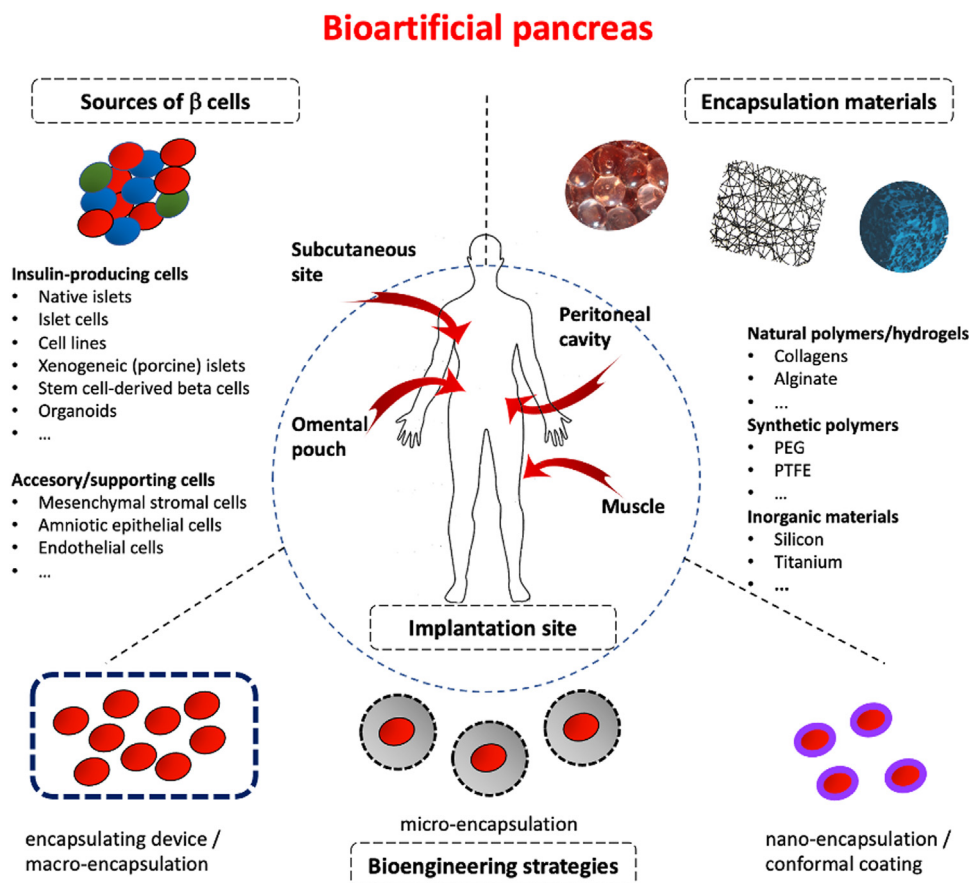 Bioartificial pancreas
Sources of β cells
Insulin-producing cells
• Native islets
• Islet cells
• Cell lines
• Xenogeneic (porcine) islets
• Stem cell-derived beta cells
• Organoids
• ...
Accesory/supporting cells
• Mesenchymal stromal cells
• Amniotic epithelial cells
• Endothelial cells
• ...
Subcutaneous
site
Omental
pouch
Peritoneal
cavity
Muscle
Implantation site
Encapsulation materials
Natural polymers/hydrogels
• Collagens
• Alginate
• ...
Synthetic polymers
• PEG
• PTFE
• ...
Inorganic materials
• Silicon
• Titanium
• ...
encapsulating device /
macro-encapsulation
micro-encapsulation
Bioengineering strategies
nano-encapsulation /
conformal coating